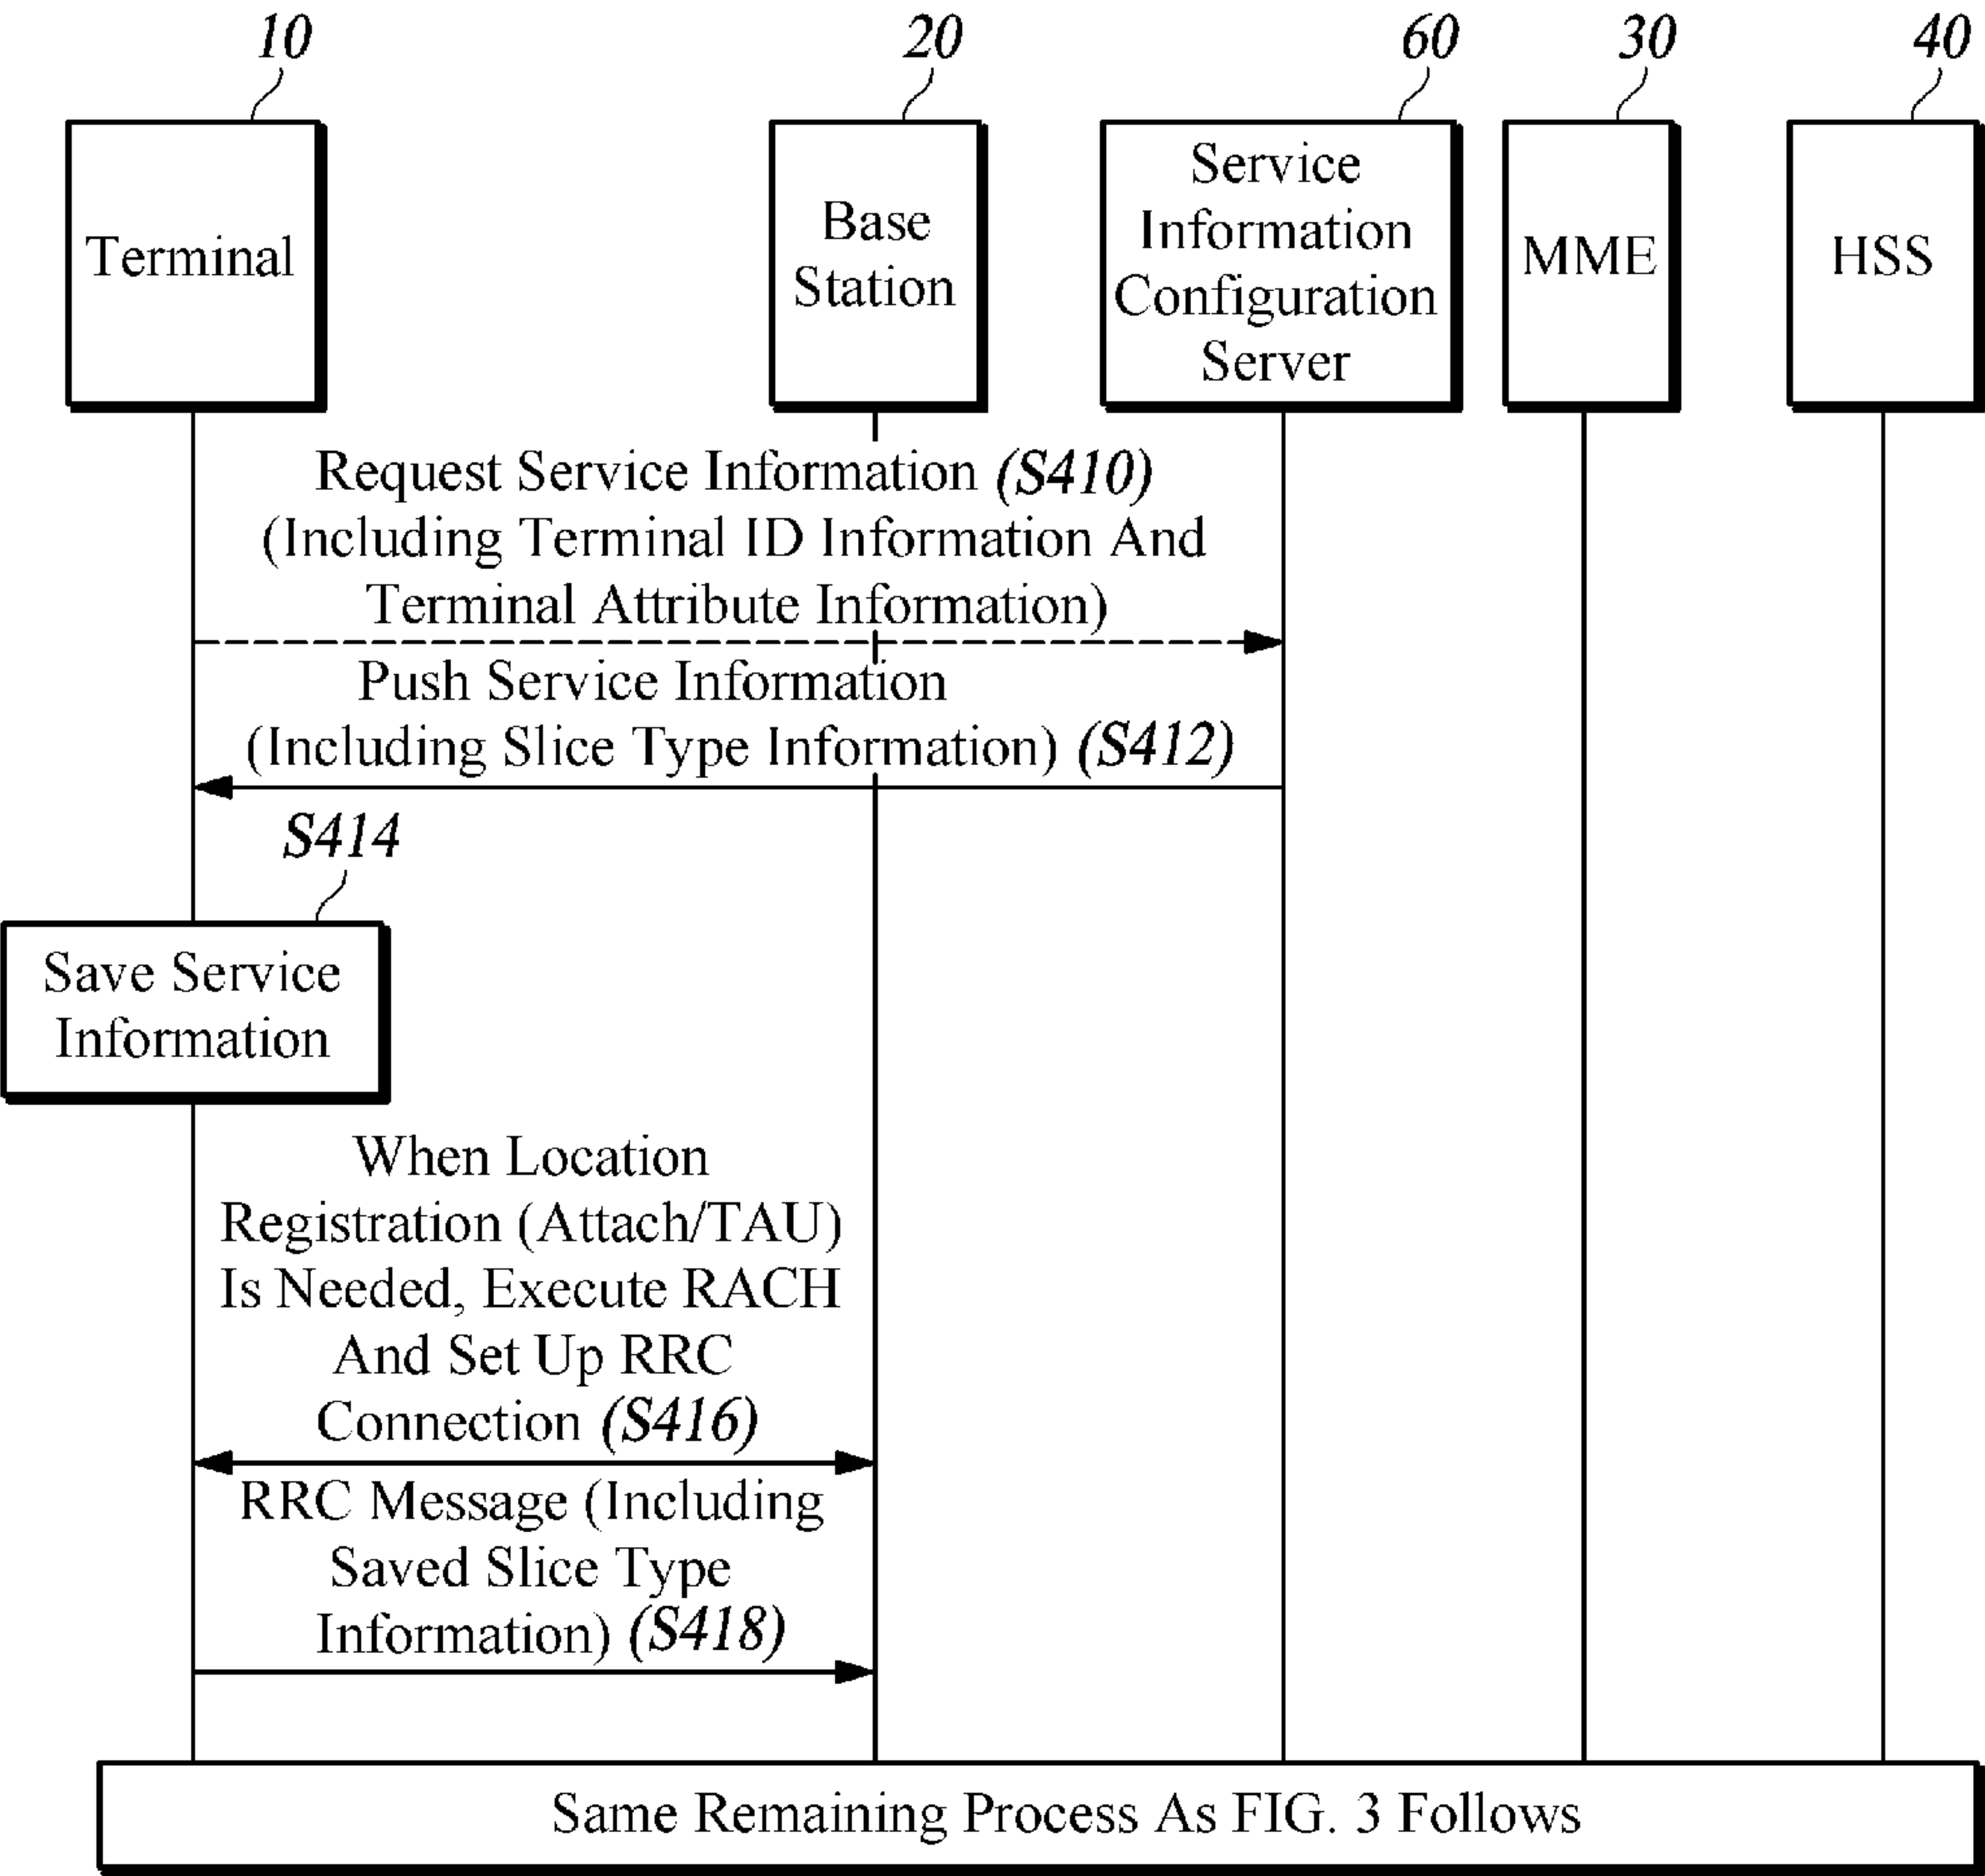 10
20
60
30
40
Terminal
Base
Station
Service
Information
Configuration
Server
MME
HSS
Request Service Information (S410)
(Including Terminal ID Information And
Terminal Attribute Information)
Push Service Information
(Including Slice Type Information) (S412)
S414
Save Service
Information
When Location
Registration (Attach/TAU)
Is Needed, Execute RACH
And Set Up RRC
Connection (S416)
RRC Message (Including
Saved Slice Type
Information) (S418)
Same Remaining Process As FIG. 3 Follows